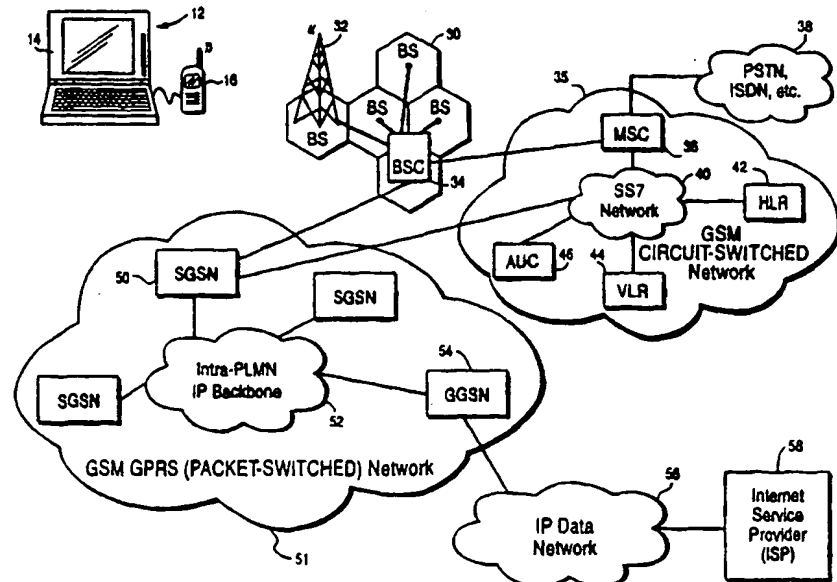 12
14
16
32
BS
30
BS
BS
BS
BSC
34
35
38
PSTN,
ISDN, etc.
MSC
36
40
SS7
Network
42
HLR
GSM
CIRCUIT-SWITCHED
Network
AUC
46
44
VLR
50
SGSN
SGSN
SGSN
Intra-PLMN
IP Backbone
52
54
GGSN
GSM GPRS (PACKET-SWITCHED) Network
51
56
IP Data
Network
58
Internet
Service
Provider
(ISP)